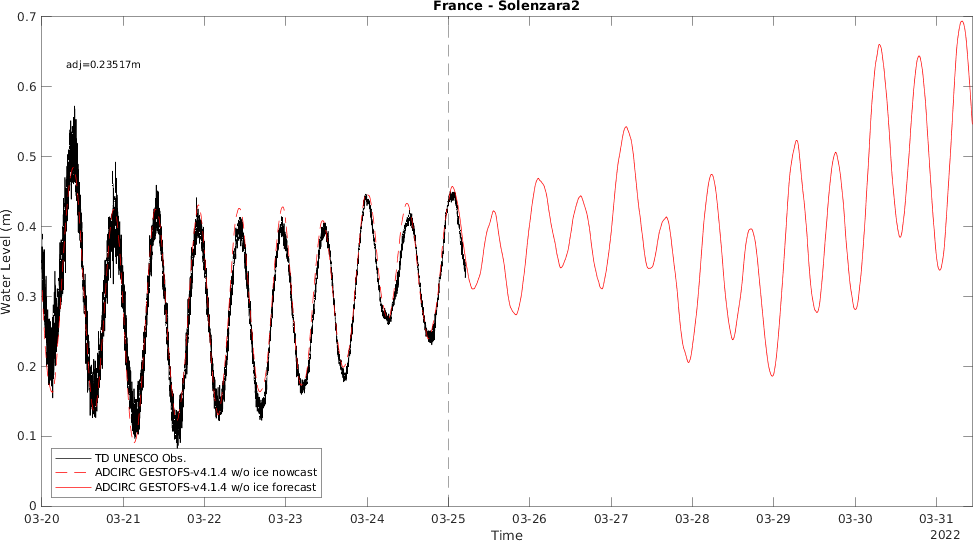 France - Solenzara2
adj=0.23517m
Water Level (m)
0.7
0.6
0.5
0.4
0.3
0.2
0.1
0
TD UNESCO Obs.
ADCIRC GESTOFS-v4.1.4 w/o ice nowcast
ADCIRC GESTOFS-v4.1.4 w/o ice forecast
03-20 03-21 03-22 03-23 03-24 03-25 03-26 03-27 03-28 03-29 03-30 03-31
Time
2022